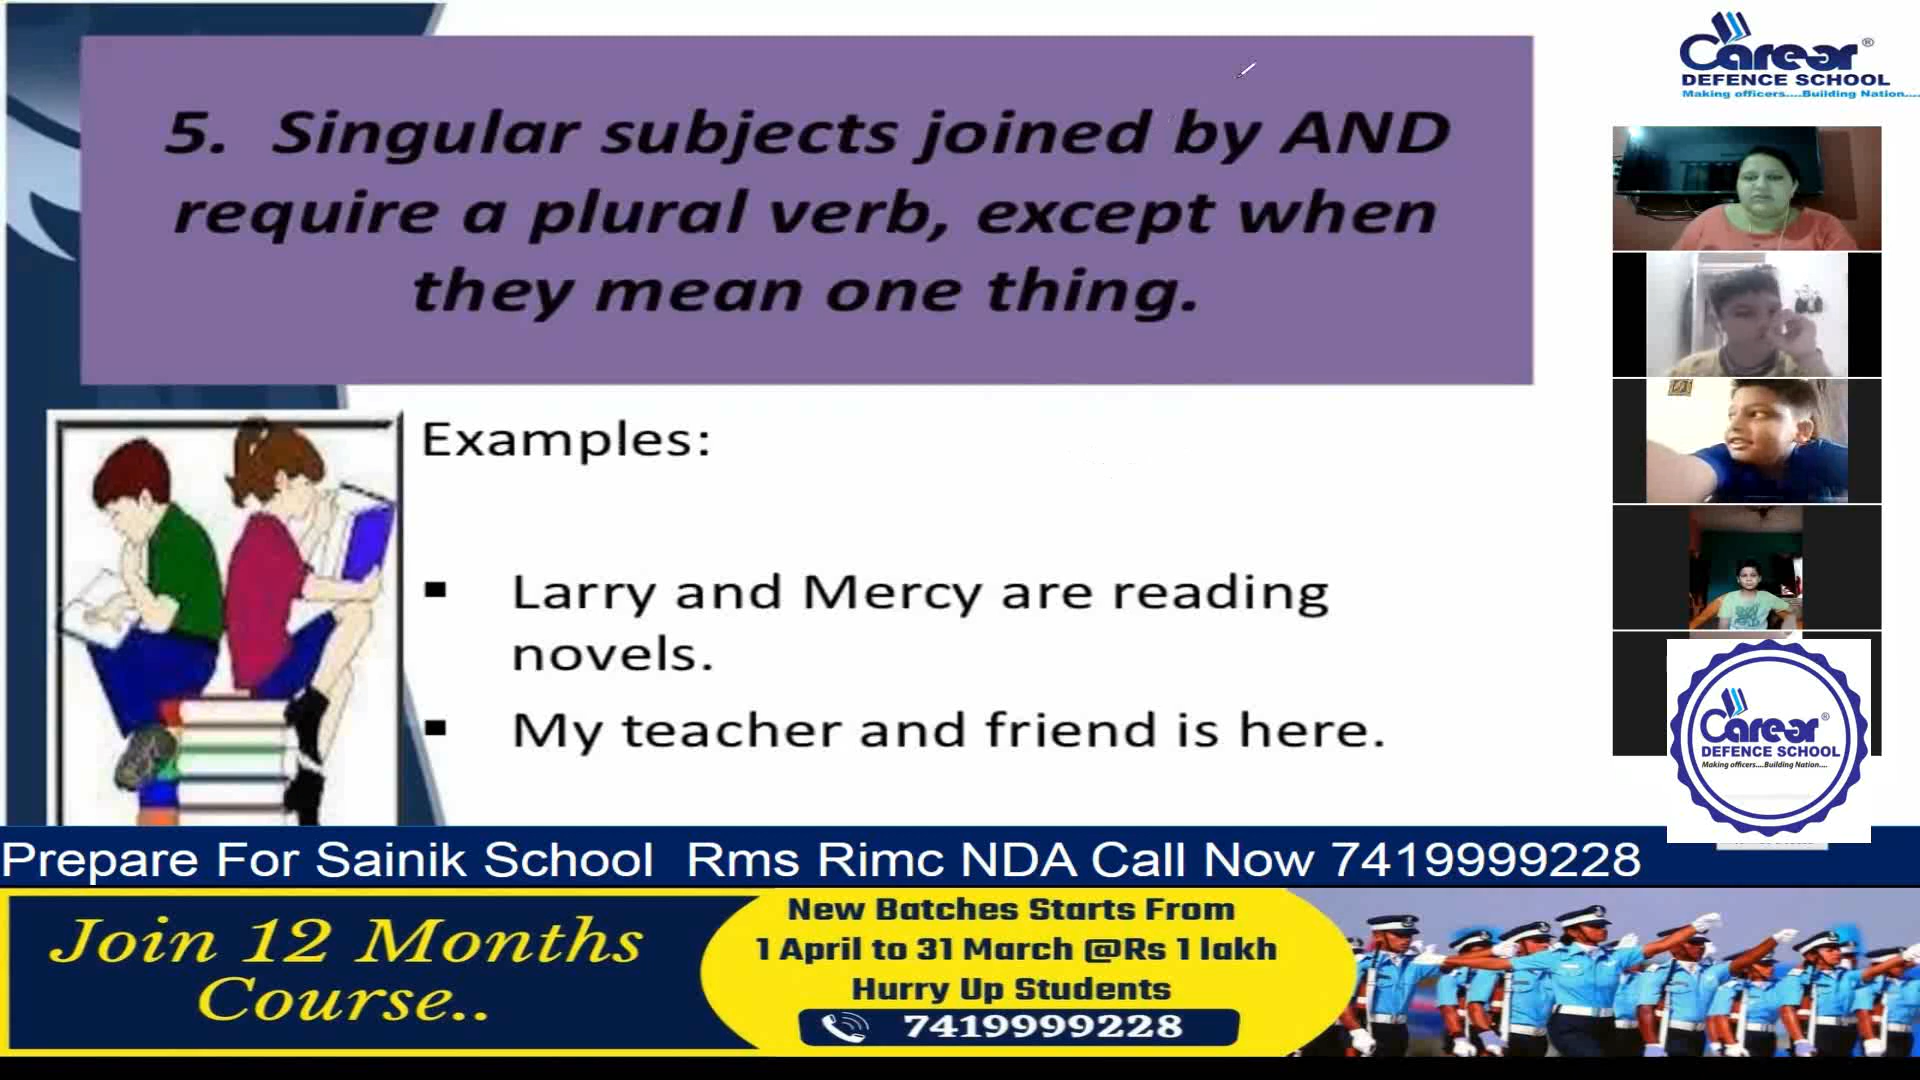 5. Singular subjects joined by AND
require a plural verb, except when
they mean one thing.
Examples:
▪ Larry and Mercy are reading
novels.
▪ My teacher and friend is here.
Carear®
DEFENCE SCHOOL
Making officers....Building Nation....
Carear®
DEFENCE SCHOOL
Making officers....Building Nation....
Prepare For Sainik School Rms Rimc NDA Call Now 7419999228
Join 12 Months
Course..
New Batches Starts From
1 April to 31 March @Rs 1 lakh
Hurry Up Students
7419999228